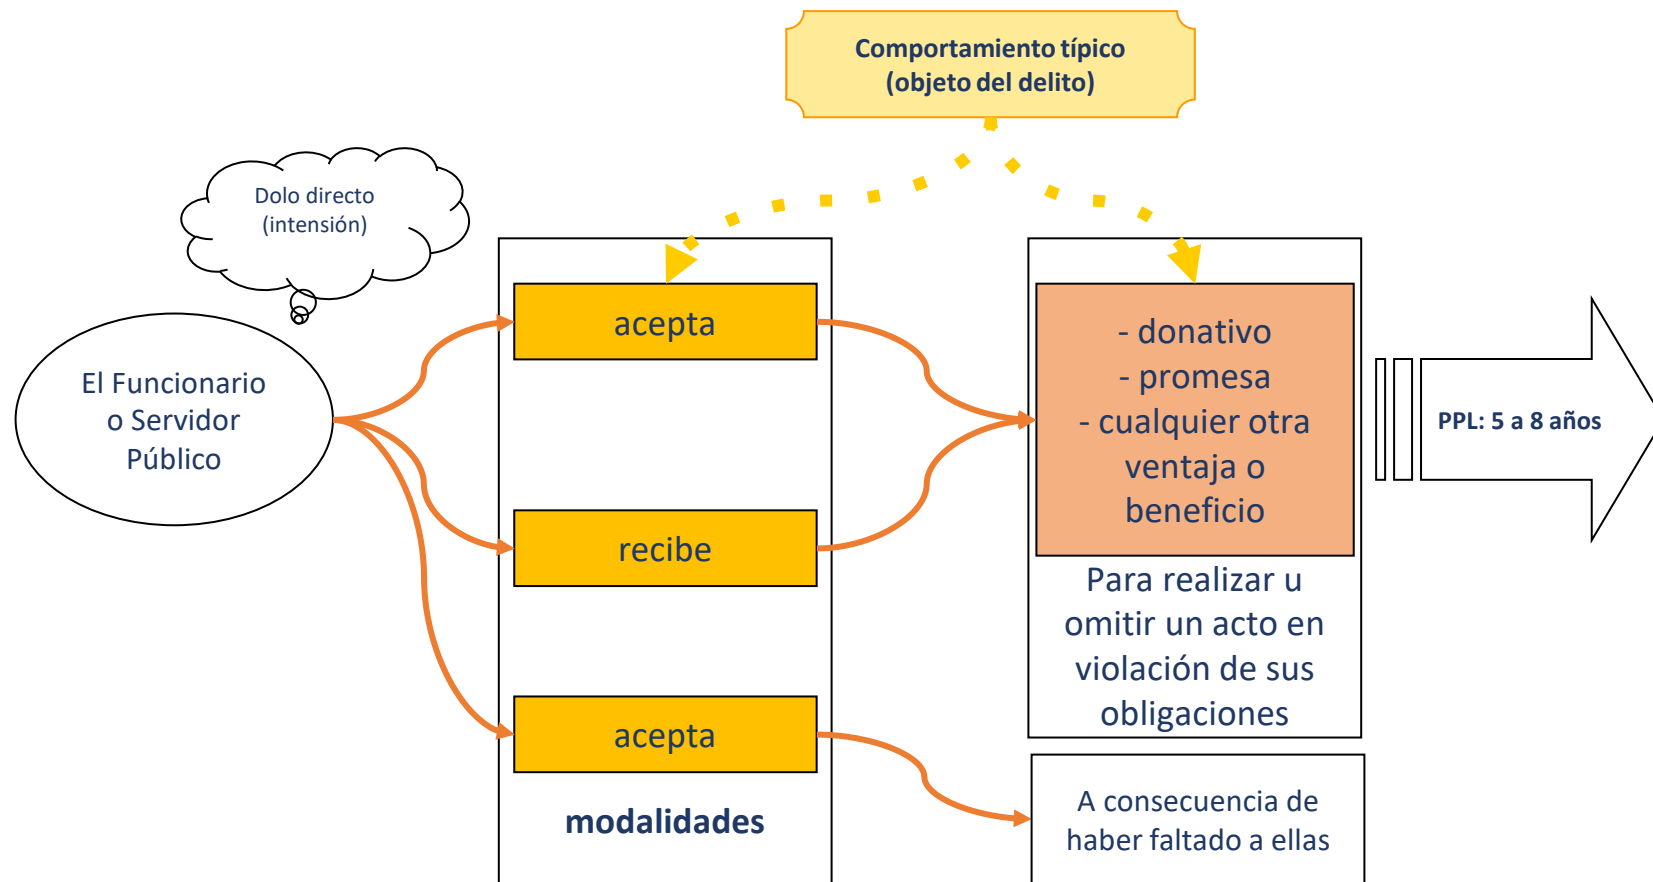 Comportamiento típico
(objeto del delito)
Dolo directo
(intensión)
El Funcionario
o Servidor
Público
acepta
recibe
acepta
modalidades
- donativo
- promesa
- cualquier otra
ventaja o
beneficio
Para realizar u
omitir un acto en
violación de sus
obligaciones
A consecuencia de
haber faltado a ellas
PPL: 5 a 8 años